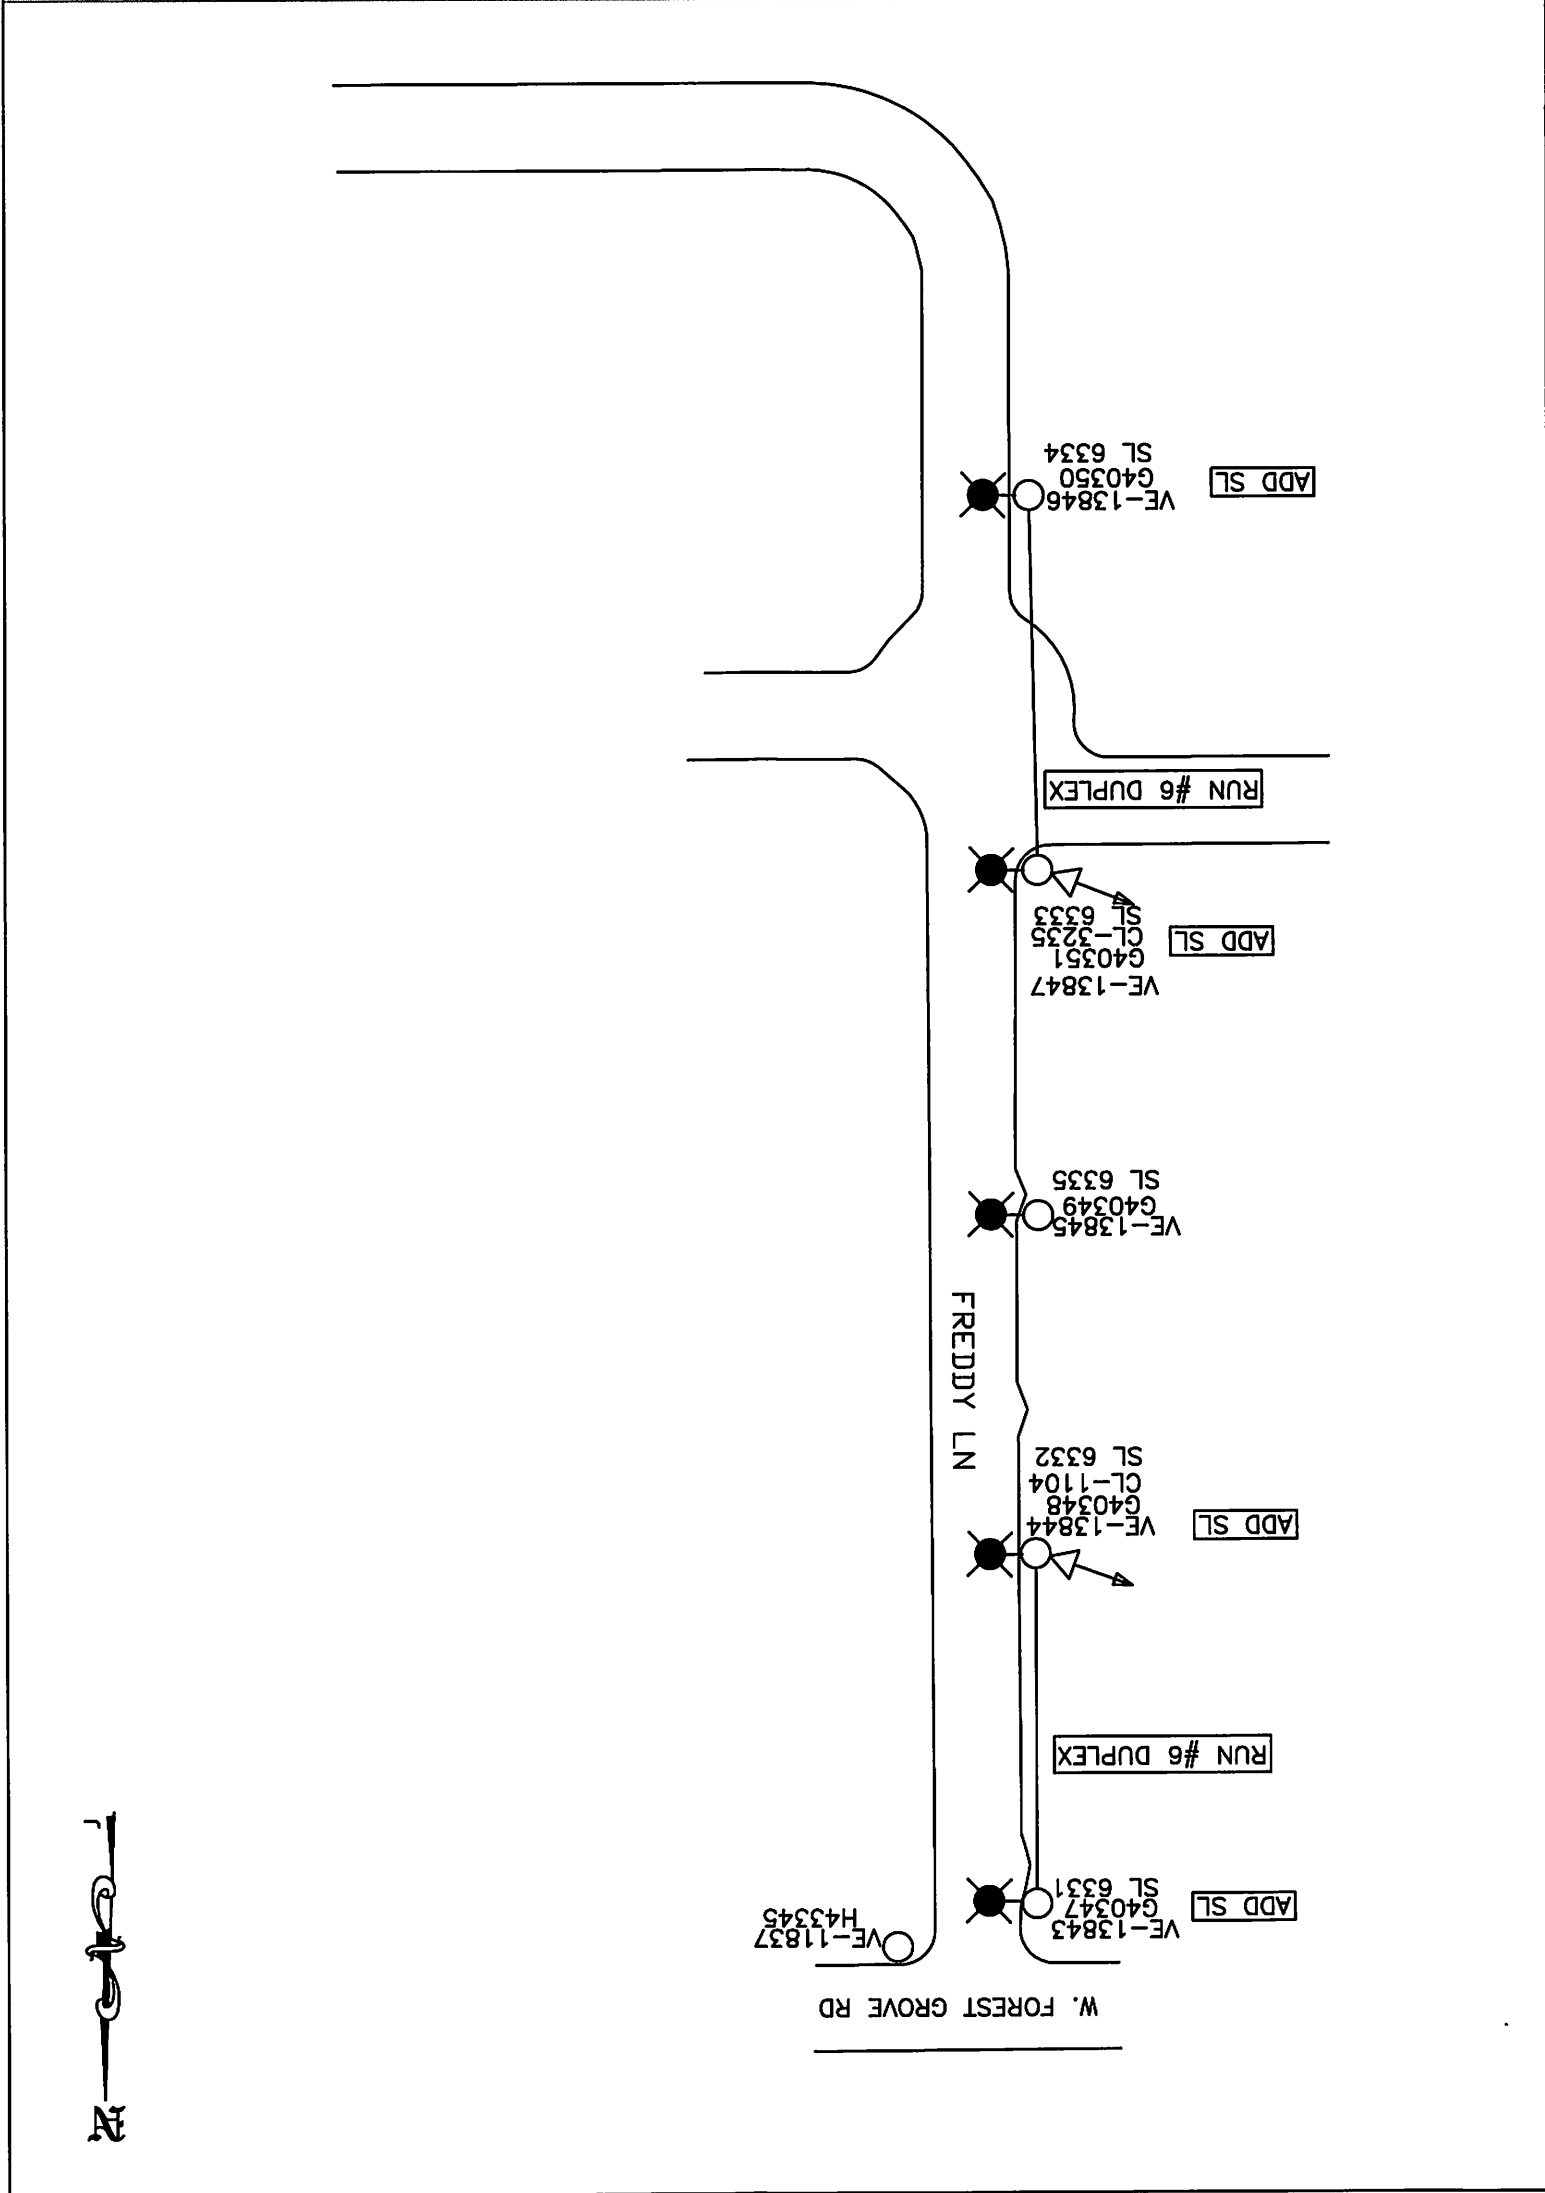 N
W. FOREST GROVE RD
VE-11837
H43345
VE-13843
G40347
SL 6331
ADD SL
RUN #6 DUPLEX
VE-13844
G40348
CL-1104
SL 6332
ADD SL
FREDDY LN
VE-13845
G40349
SL 6335
VE-13847
G40351
CL-3235
SL 6333
ADD SL
RUN #6 DUPLEX
VE-13846
G40350
SL 6334
ADD SL